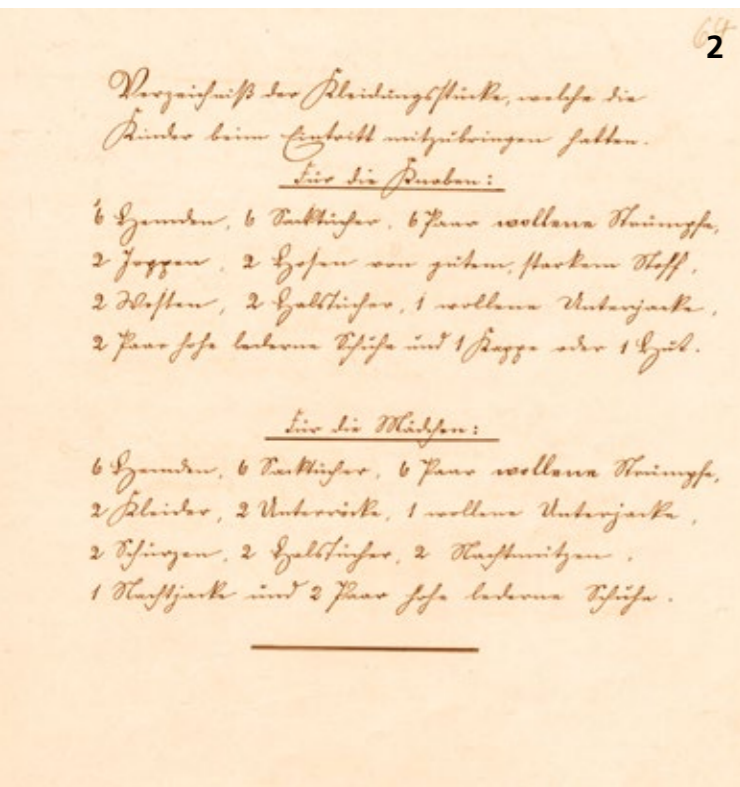 64
2
Verzeichniß der Kleidungsstücke, welche die
Kinder beim Eintritt mitzubringen hatten.
Für die Knaben:
6 Hemden, 6 Sacktücher, 6 Paar wollene Strümpfe,
2 Joppen, 2 Hosen von gutem, starkem Stoff,
2 Westen, 2 Halstücher, 1 wollene Unterjacke,
2 Paar hohe lederne Schuhe und 1 Kappe oder 1 Hut.
Für die Mädchen:
6 Hemden, 6 Sacktücher, 6 Paar wollene Strümpfe,
2 Kleider, 2 Unterröcke, 1 wollene Unterjacke,
2 Schürzen, 2 Halstücher, 2 Nachtmützen,
1 Nachtjacke und 2 Paar hohe lederne Schuhe.